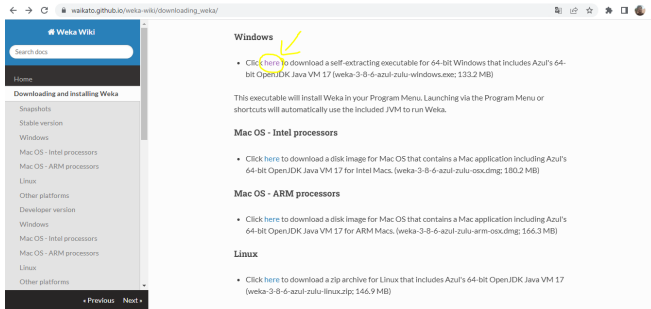 waikato.github.io/weka-wiki/downloading_weka/
Weka Wiki
Search docs
Home
Downloading and installing Weka
Snapshots
Stable version
Windows
Mac OS - Intel processors
Mac OS - ARM processors
Linux
Other platforms
Developer version
Windows
Mac OS - Intel processors
Mac OS - ARM processors
Linux
Other platforms
« Previous Next »
Windows
• Click here to download a self-extracting executable for 64-bit Windows that includes Azul's 64-
bit OpenJDK Java VM 17 (weka-3-8-6-azul-zulu-windows.exe; 133.2 MB)
This executable will install Weka in your Program Menu. Launching via the Program Menu or
shortcuts will automatically use the included JVM to run Weka.
Mac OS - Intel processors
• Click here to download a disk image for Mac OS that contains a Mac application including Azul's
64-bit OpenJDK Java VM 17 for Intel Macs. (weka-3-8-6-azul-zulu-osx.dmg; 180.2 MB)
Mac OS - ARM processors
• Click here to download a disk image for Mac OS that contains a Mac application including Azul's
64-bit OpenJDK Java VM 17 for ARM Macs. (weka-3-8-6-azul-zulu-arm-osx.dmg; 166.3 MB)
Linux
• Click here to download a zip archive for Linux that includes Azul's 64-bit OpenJDK Java VM 17
(weka-3-8-6-azul-zulu-linux.zip; 146.9 MB)